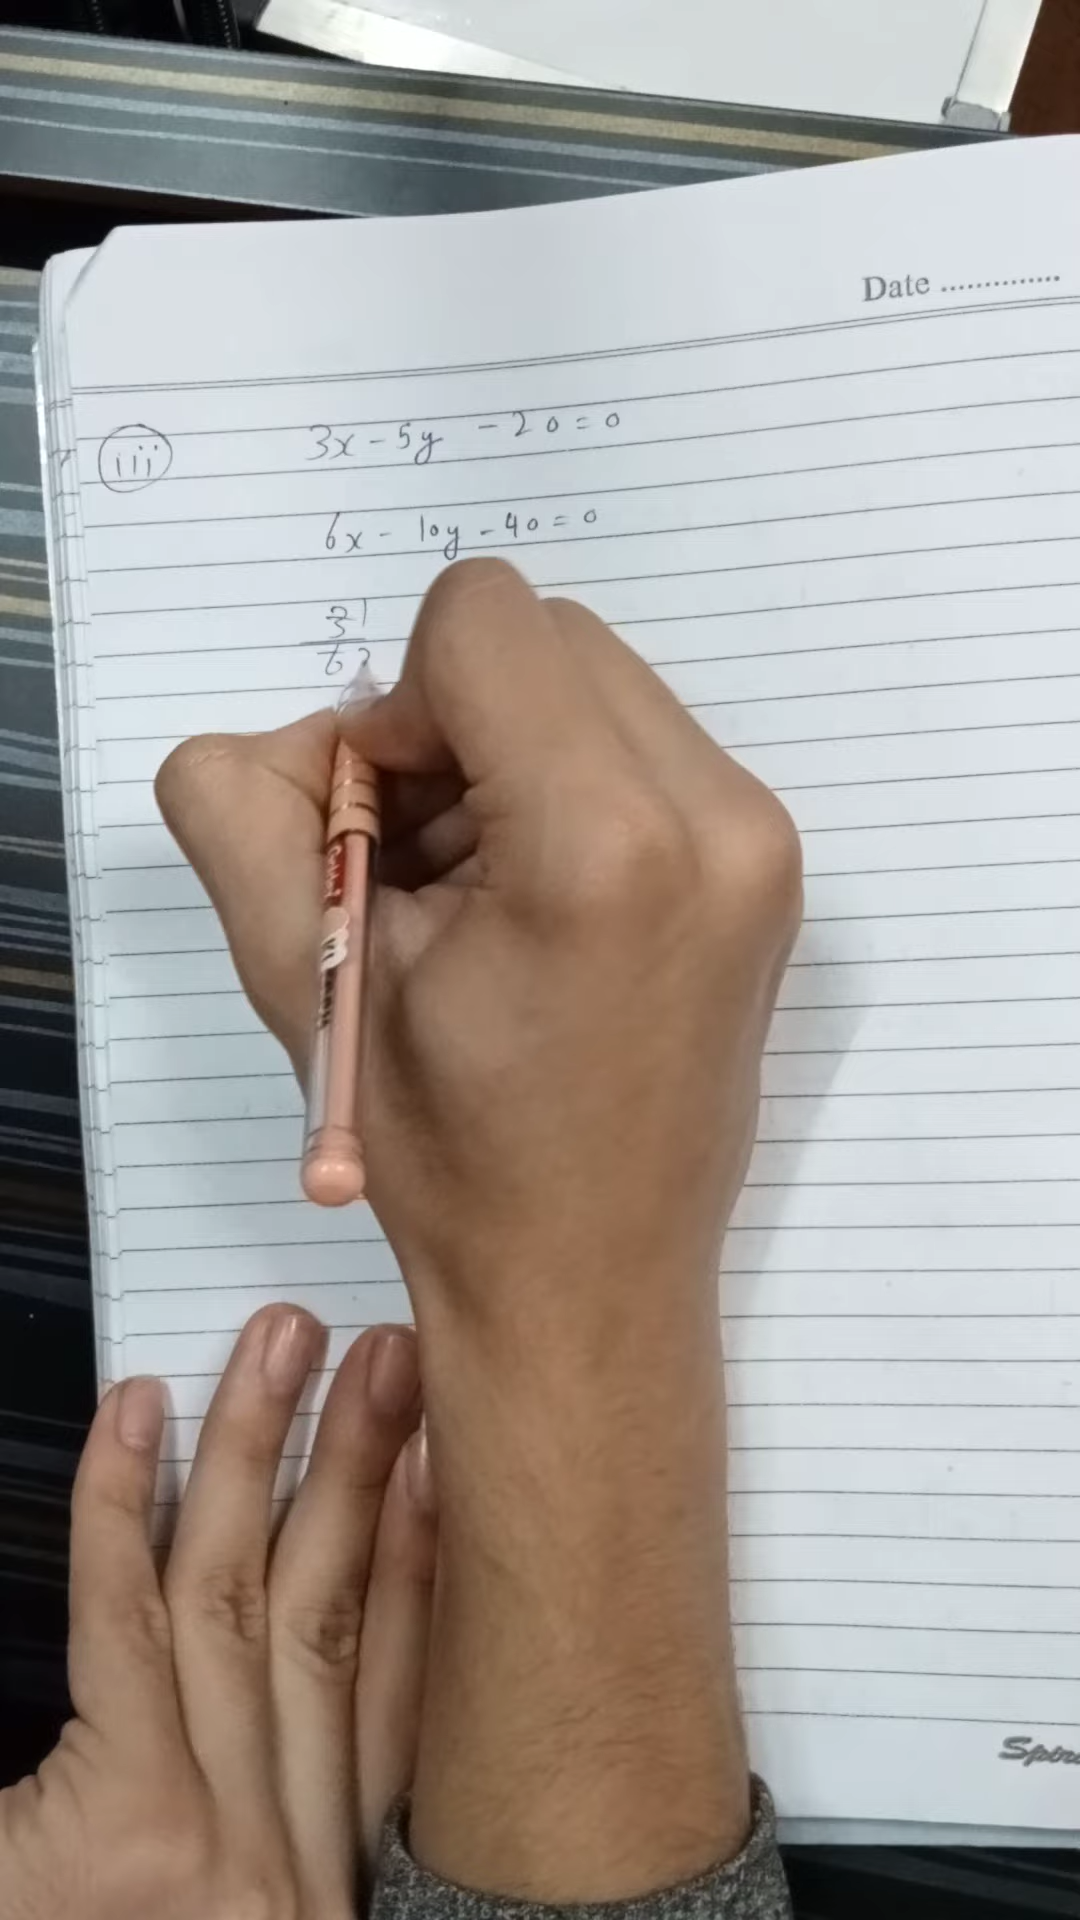 Date ..............
iii 3x - 5y - 20 = 0
6x - 10y - 40 = 0
3 1
6 2